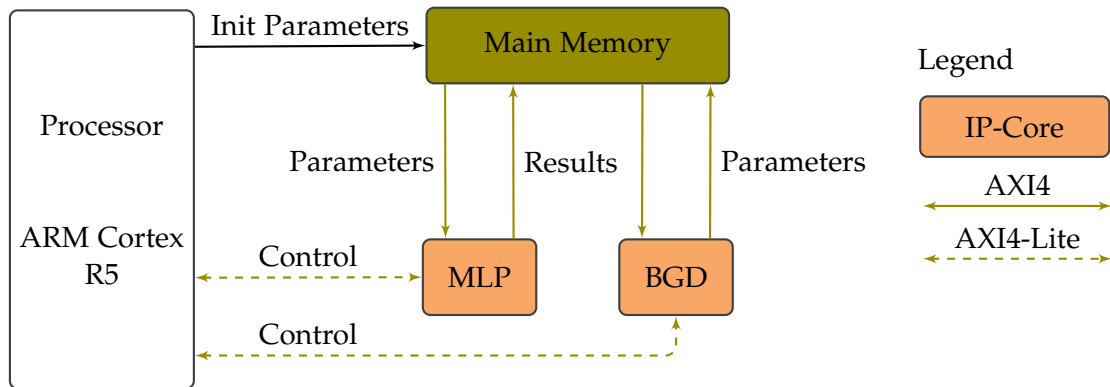 Init Parameters
Main Memory
Legend
Processor
IP-Core
Parameters
Results
Parameters
AXI4
ARM Cortex
R5
Control
MLP
BGD
AXI4-Lite
Control